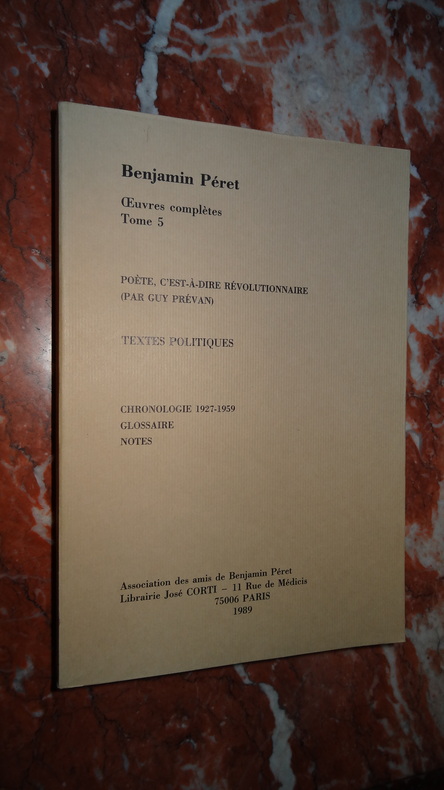 Benjamin Péret
Œuvres complètes
Tome 5
POÈTE, C'EST-À-DIRE RÉVOLUTIONNAIRE
(PAR GUY PRÉVAN)
TEXTES POLITIQUES
CHRONOLOGIE 1927-1959
GLOSSAIRE
NOTES
Association des amis de Benjamin Péret
Librairie José CORTI – 11 Rue de Médicis
75006 PARIS
1989